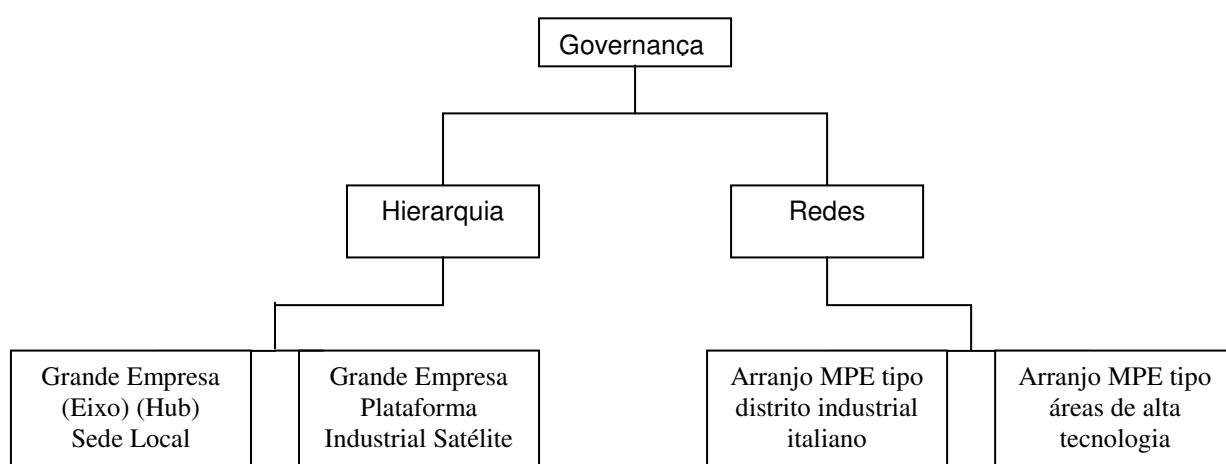 Governança
Hierarquia
Redes
Grande Empresa
(Eixo) (Hub)
Sede Local
Grande Empresa
Plataforma
Industrial Satélite
Arranjo MPE tipo
distrito industrial
italiano
Arranjo MPE tipo
áreas de alta
tecnologia